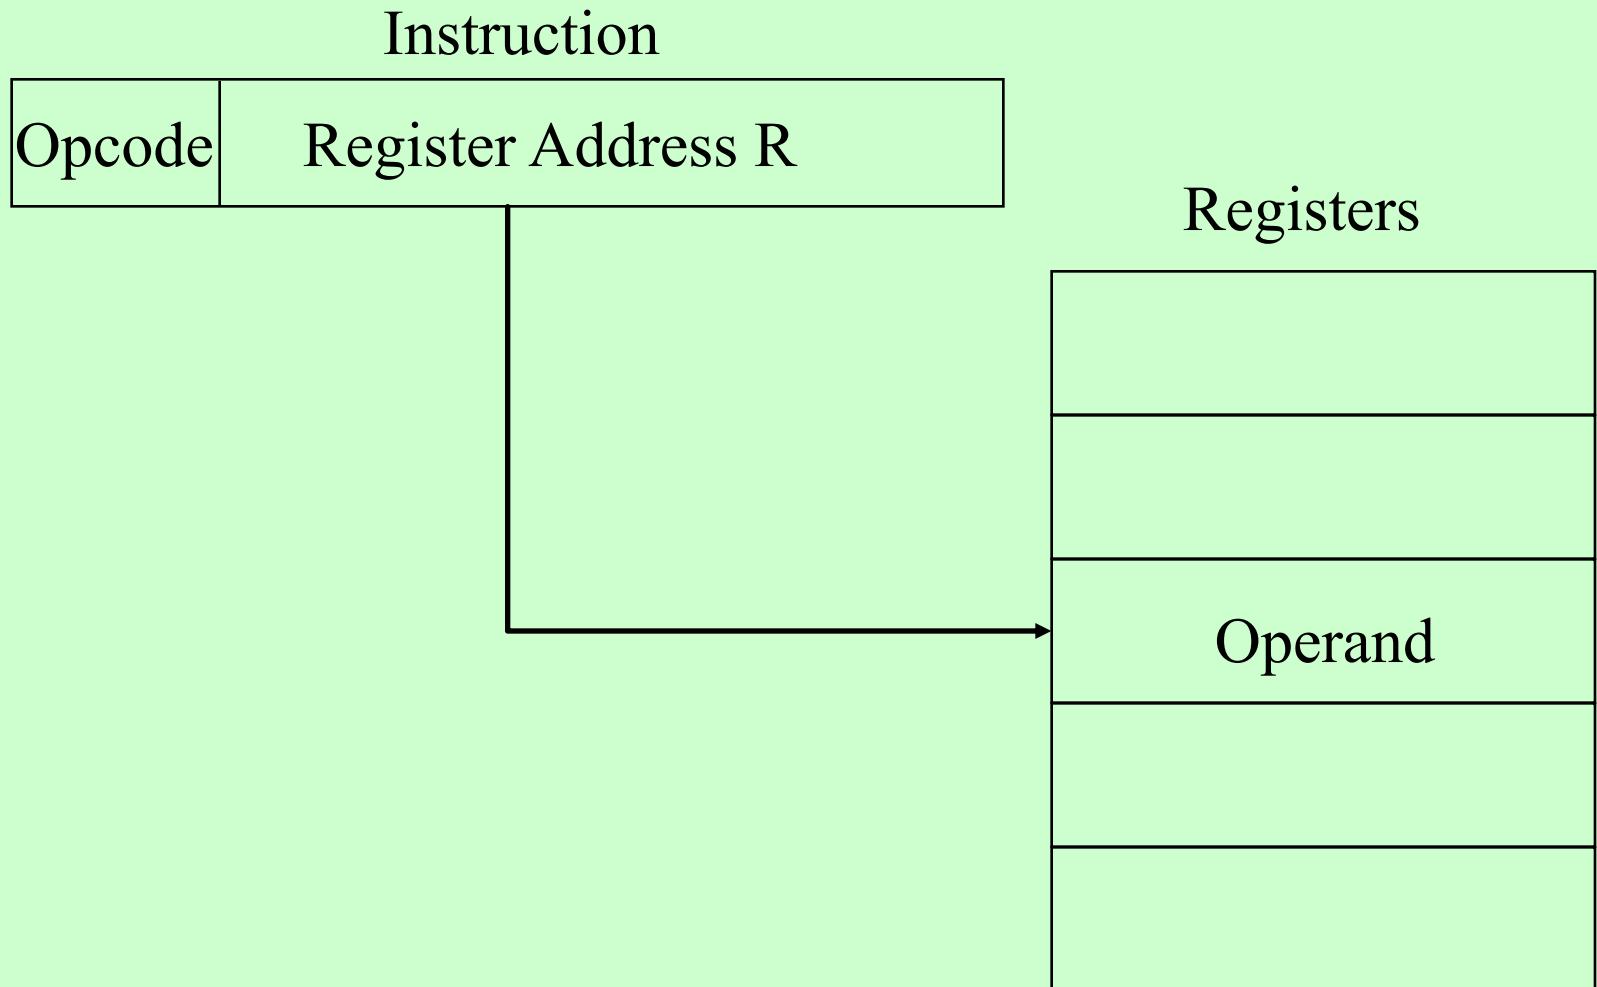 Instruction
Opcode Register Address R
Registers
Operand